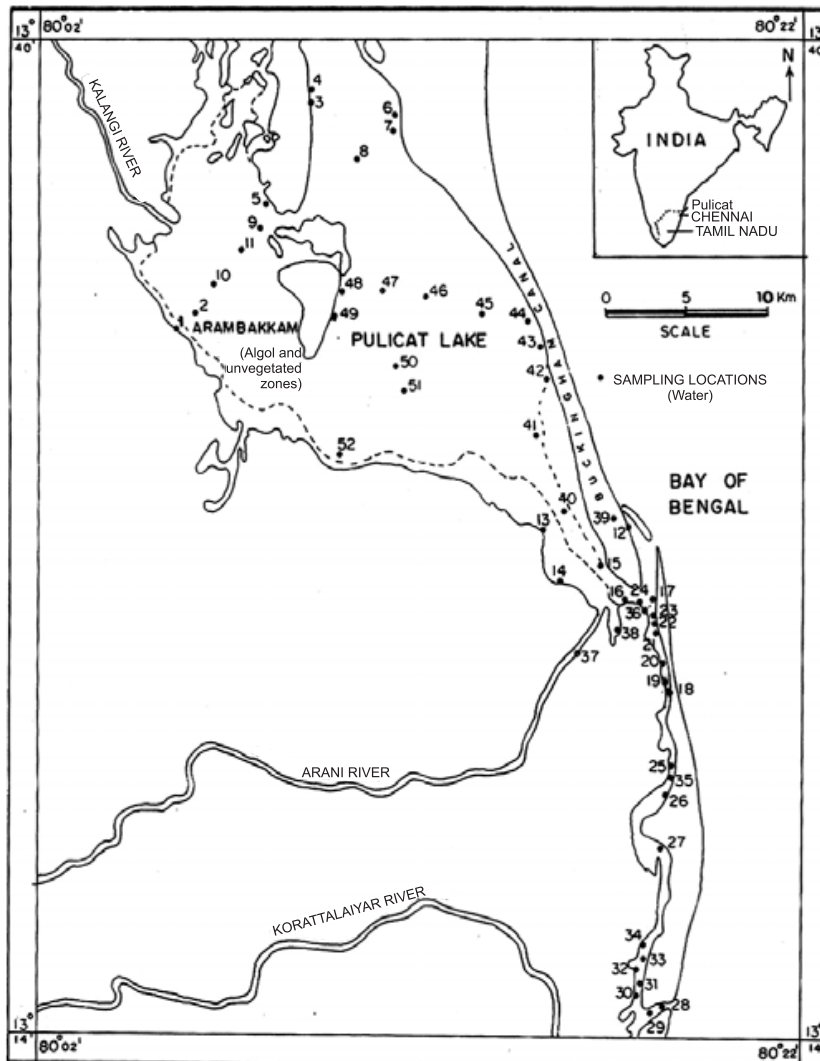 13° 80° 02'
40'
80° 22' 13°
40'
KALANGI RIVER
4
3
6
7
8
5
9
11
10
2
1
ARAMBAKKAM
(Algol and
unvegetated
zones)
48
47
46
45
44
49
PULICAT LAKE
43
50
42
51
41
52
BUCKINGHAM CANAL
40
39
12
13
14
15
16
24
17
36
23
22
21
38
37
20
19
18
25
35
26
27
34
33
32
31
30
28
29
N
INDIA
Pulicat
CHENNAI
TAMIL NADU
0 5 10 Km
SCALE
SAMPLING LOCATIONS
(Water)
BAY OF
BENGAL
ARANI RIVER
KORATTALAIYAR RIVER
13°
14' 80° 02'
80° 22' 13°
14'